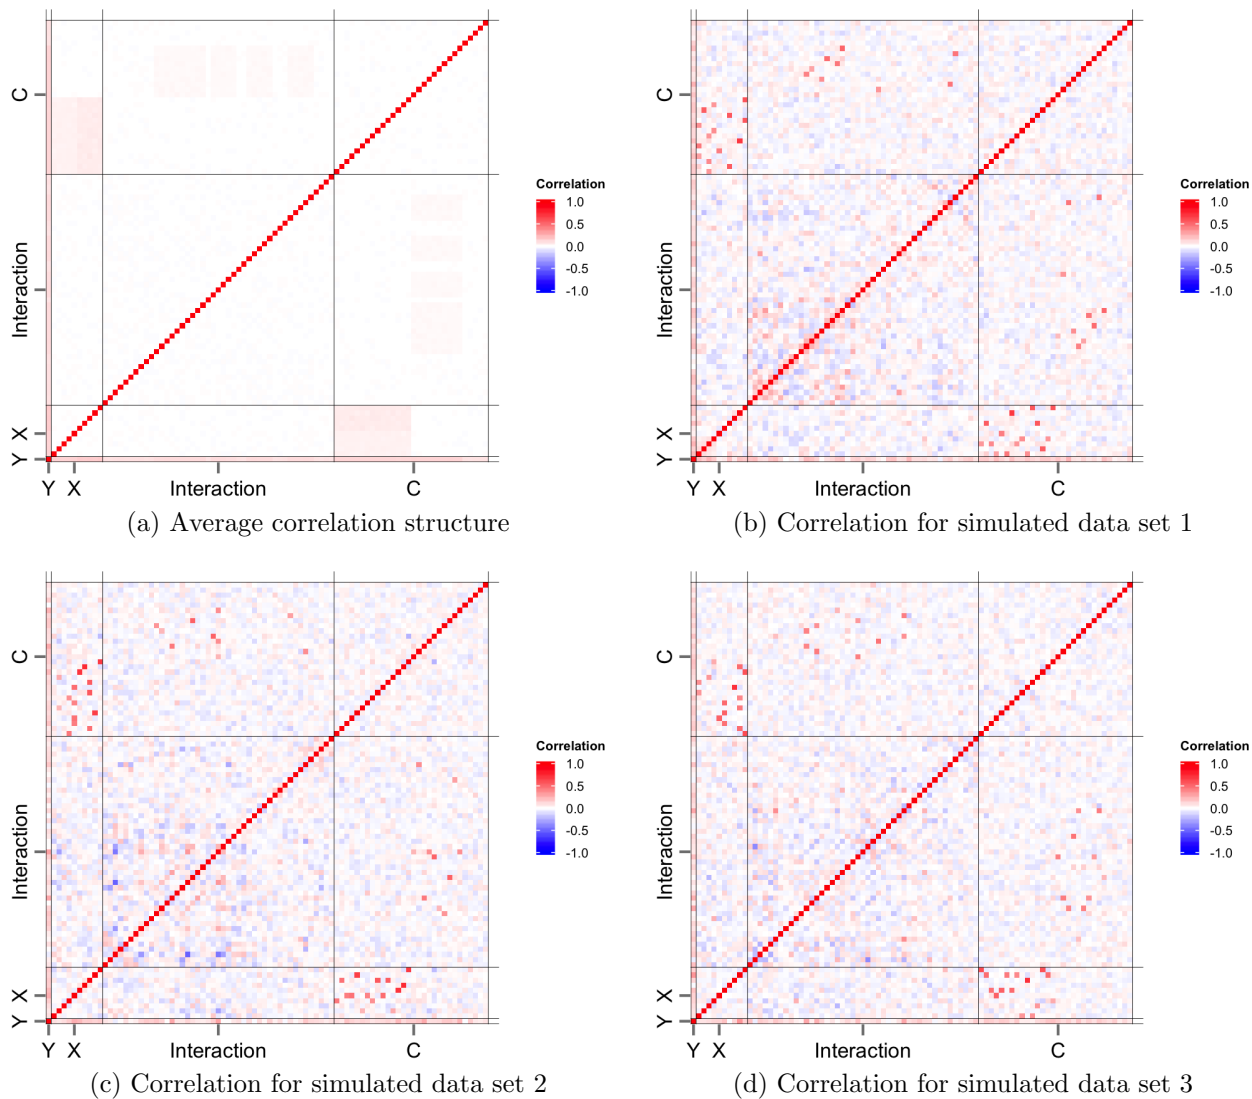 C
Interaction
X
Y
Y X Interaction C
Correlation
1.0
0.5
0.0
-0.5
-1.0
(a) Average correlation structure
C
Interaction
X
Y
Y X Interaction C
Correlation
1.0
0.5
0.0
-0.5
-1.0
(b) Correlation for simulated data set 1
C
Interaction
X
Y
Y X Interaction C
Correlation
1.0
0.5
0.0
-0.5
-1.0
(c) Correlation for simulated data set 2
C
Interaction
X
Y
Y X Interaction C
Correlation
1.0
0.5
0.0
-0.5
-1.0
(d) Correlation for simulated data set 3